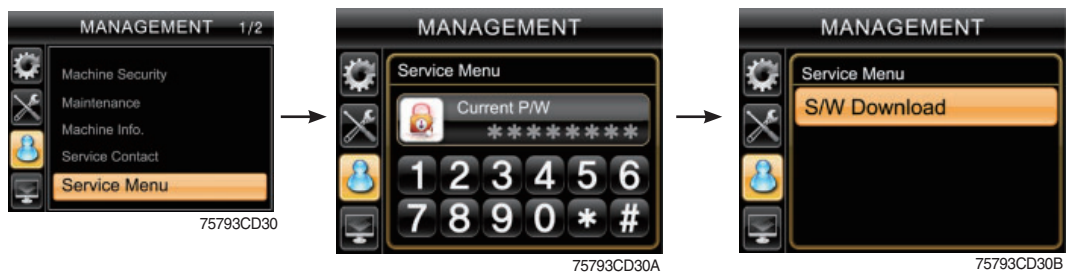 MANAGEMENT 1/2
Machine Security
Maintenance
Machine Info.
Service Contact
Service Menu
75793CD30
MANAGEMENT
Service Menu
Current P/W
********
1 2 3 4 5 6
7 8 9 0 * #
75793CD30A
MANAGEMENT
Service Menu
S/W Download
75793CD30B